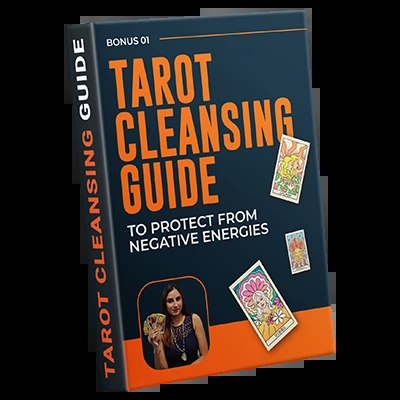 BONUS 01
TAROT
CLEANSING
GUIDE
TO PROTECT FROM
NEGATIVE ENERGIES
TAROT CLEANSING GUIDE